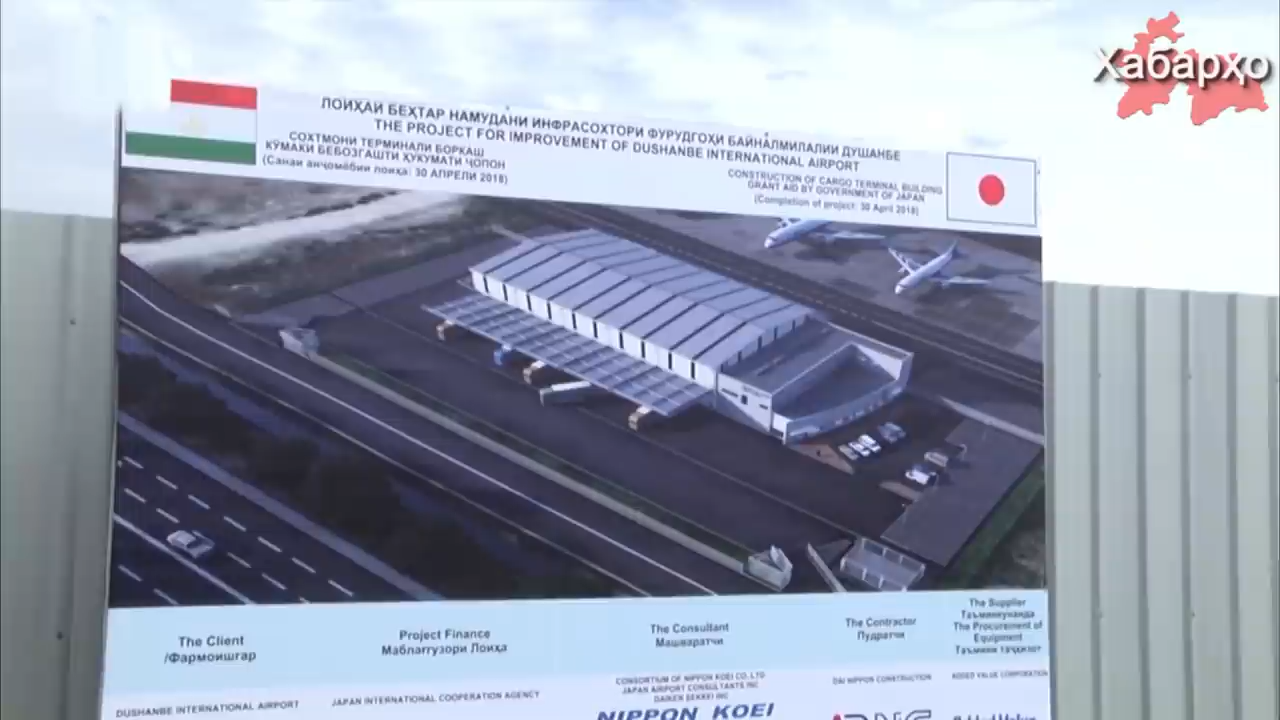 Хабарҳо
ЛОИҲАИ БЕҲТАР НАМУДАНИ ИНФРАСОХТОРИ ФУРУДГОҲИ БАЙНАЛМИЛАЛИИ ДУШАНБЕ
THE PROJECT FOR IMPROVEMENT OF DUSHANBE INTERNATIONAL AIRPORT
СОХТМОНИ ТЕРМИНАЛИ БОРКАШ
КӮМАКИ БЕБОЗГАШТИ ҲУКУМАТИ ҶОПОН
(Санаи анҷомёбии лоиҳа: 30 АПРЕЛИ 2018)
CONSTRUCTION OF CARGO TERMINAL BUILDING
GRANT AID BY GOVERNMENT OF JAPAN
(Completion of project: 30 April 2018)
The Client
/Фармоишгар
Project Finance
Маблағгузори Лоиҳа
The Consultant
Машваратчи
The Contractor
Пудратчи
The Supplier
Таъминкунанда
The Procurement of
Equipment
Таъмини таҷҳизот
DUSHANBE INTERNATIONAL AIRPORT
JAPAN INTERNATIONAL COOPERATION AGENCY
CONSORTIUM OF NIPPON KOEI CO, LTD
JAPAN AIRPORT CONSULTANTS INC
DAIKEN SEKKEI INC
NIPPON KOEI
DAI NIPPON CONSTRUCTION
ADDED VALUE CORPORATION